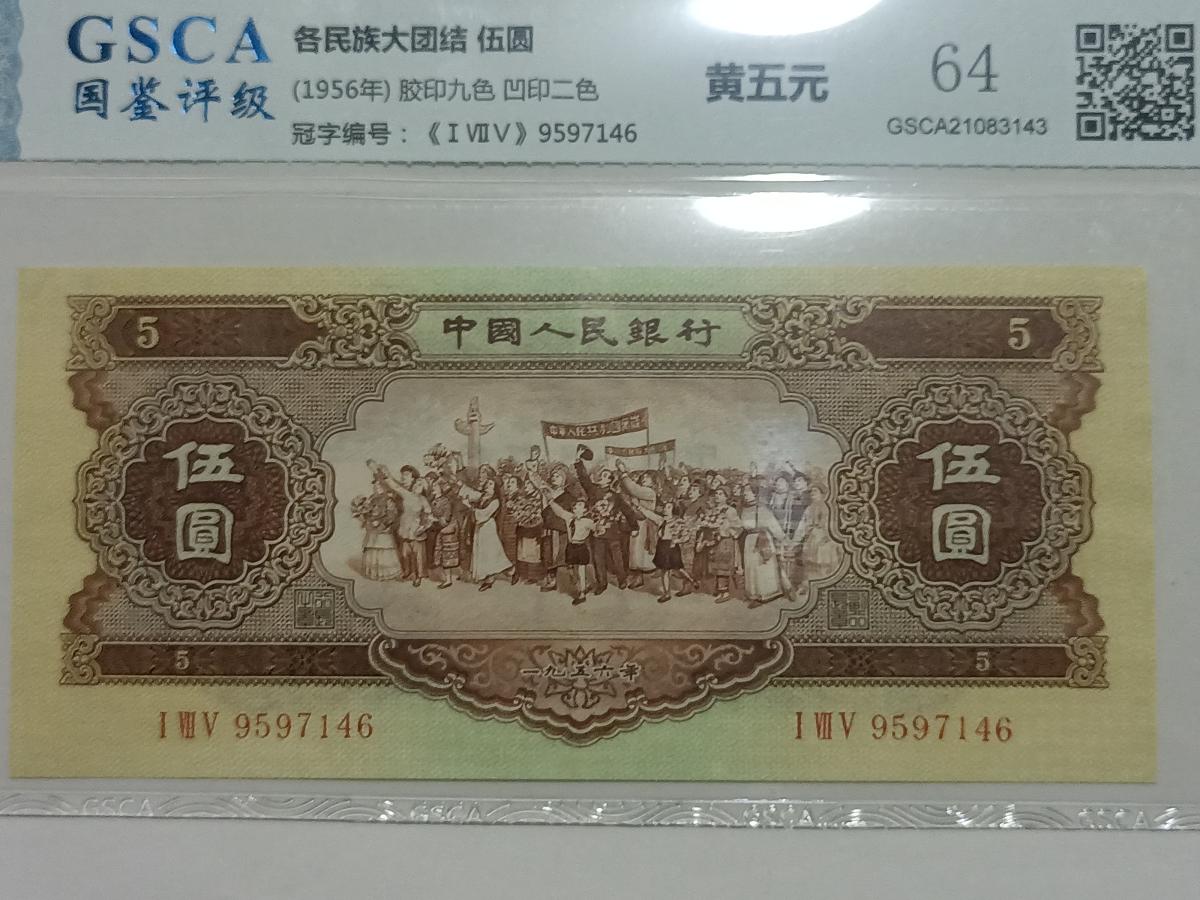 GSCA
国鉴评级
各民族大团结 伍圆
(1956年) 胶印九色 凹印二色
冠字编号：《ⅠⅦⅤ》9597146
黄五元
64
GSCA21083143
5
中國人民銀行
5
伍圓
伍圓
5
一九五六年
5
ⅠⅦⅤ 9597146
ⅠⅦⅤ 9597146
GSCA
GSCA
GSCA
GSCA